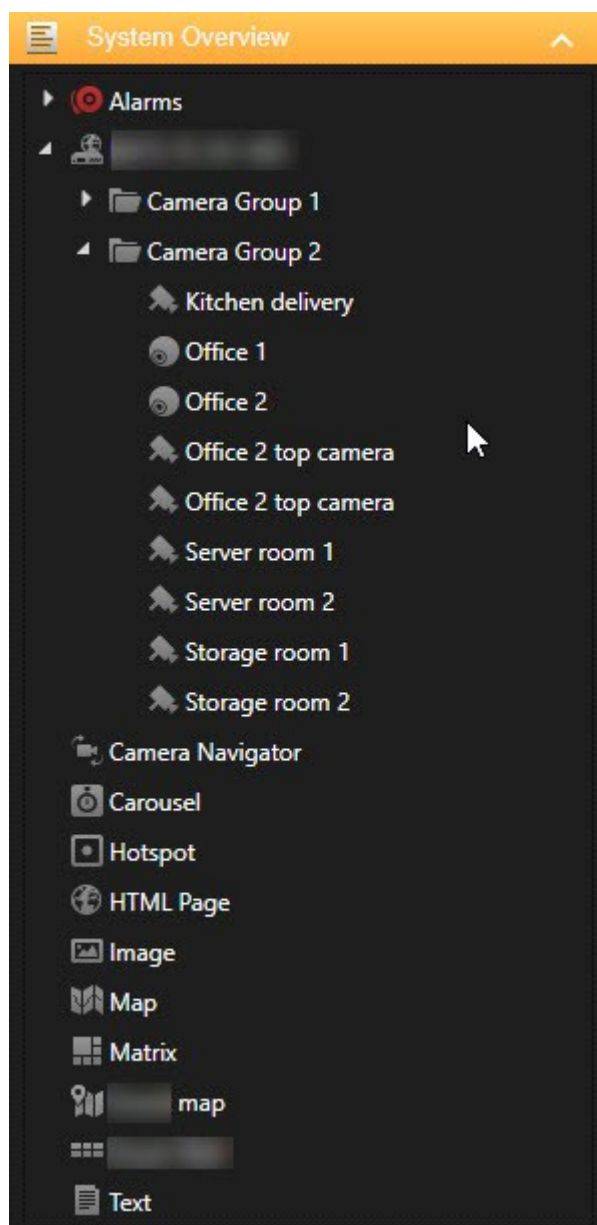 System Overview
Alarms
Camera Group 1
Camera Group 2
Kitchen delivery
Office 1
Office 2
Office 2 top camera
Office 2 top camera
Server room 1
Server room 2
Storage room 1
Storage room 2
Camera Navigator
Carousel
Hotspot
HTML Page
Image
Map
Matrix
map
Text